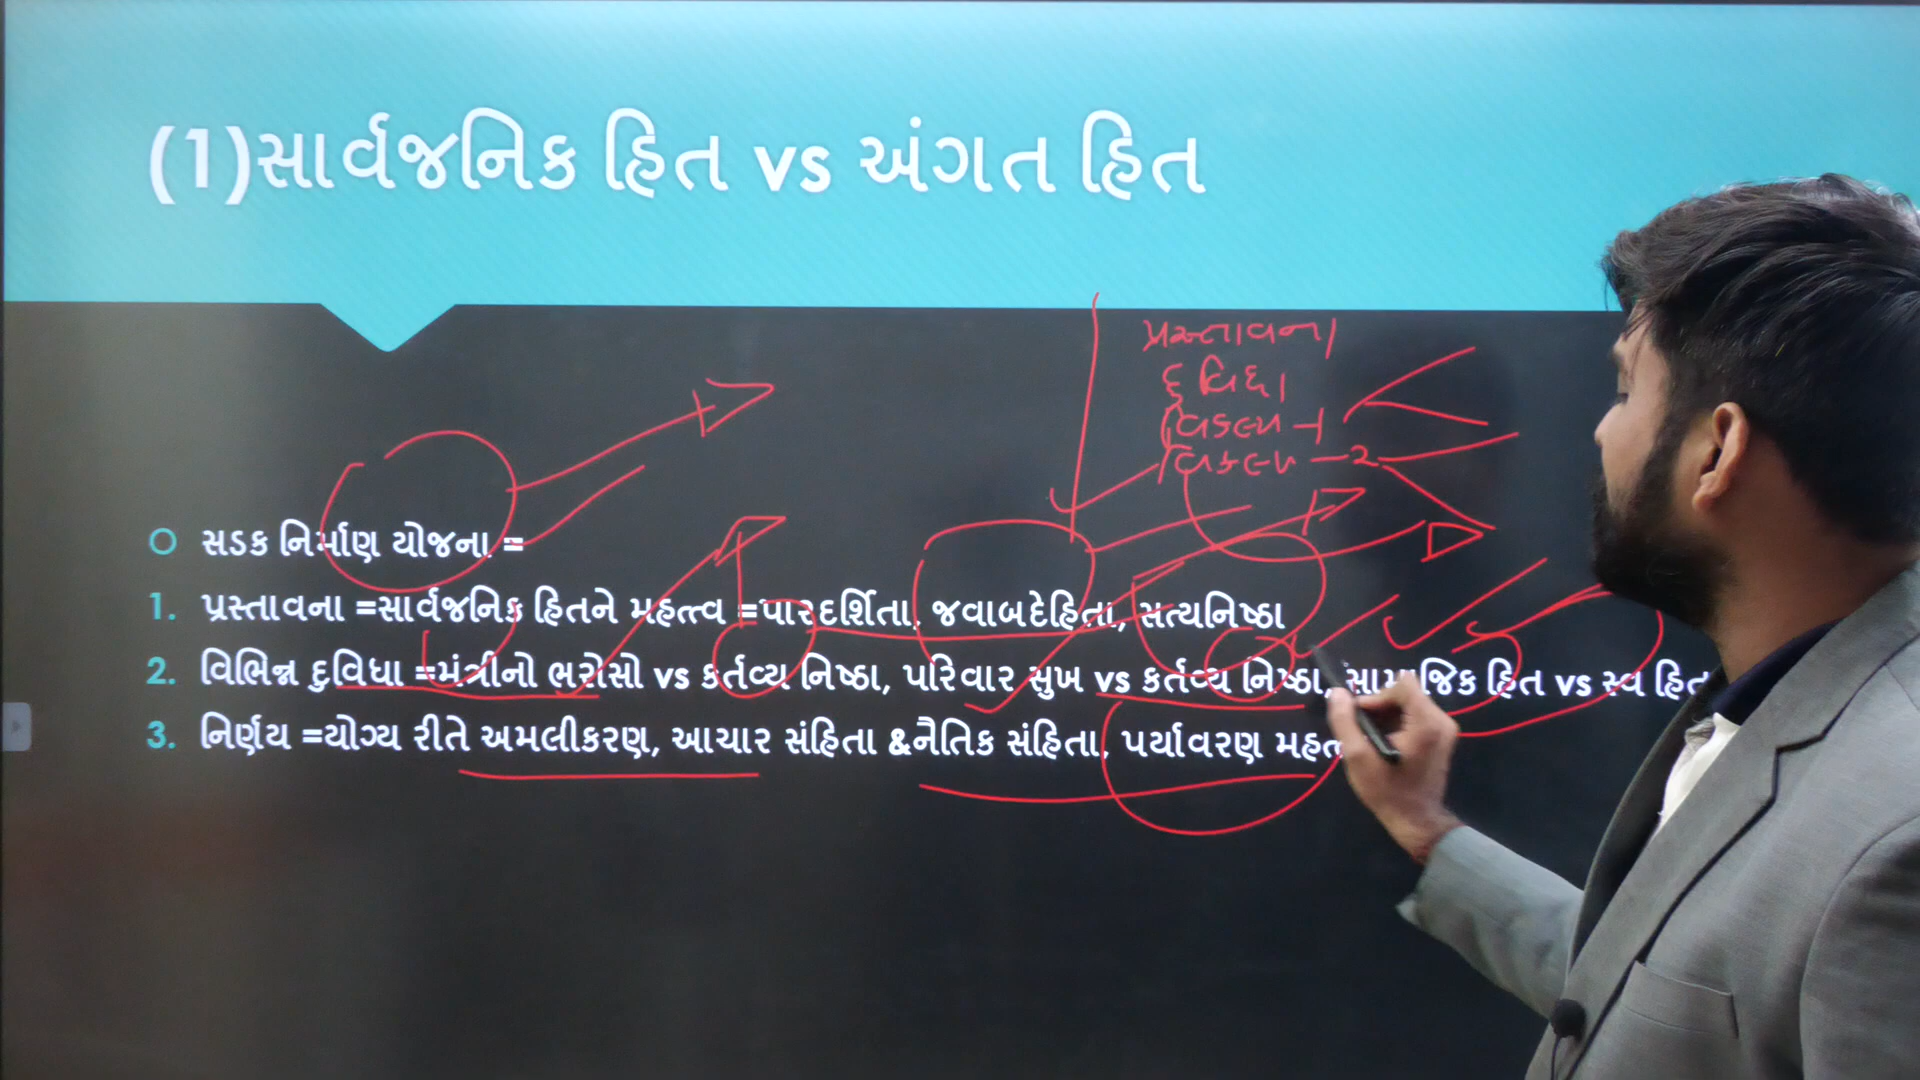 (1)સાર્વજનિક હિત vs અંગત હિત
પ્રસ્તાવના
દુવિધા
વિકલ્પ -1
વિકલ્પ -2
સડક નિર્માણ યોજના =
1. પ્રસ્તાવના =સાર્વજનિક હિતને મહત્ત્વ =પારદર્શિતા, જવાબદેહિતા, સત્યનિષ્ઠા
2. વિભિન્ન દુવિધા =મંત્રીનો ભરોસો vs કર્તવ્ય નિષ્ઠા, પરિવાર સુખ vs કર્તવ્ય નિષ્ઠા, સામાજિક હિત vs સ્વ હિત
3. નિર્ણય =યોગ્ય રીતે અમલીકરણ, આચાર સંહિતા &નૈતિક સંહિતા, પર્યાવરણ